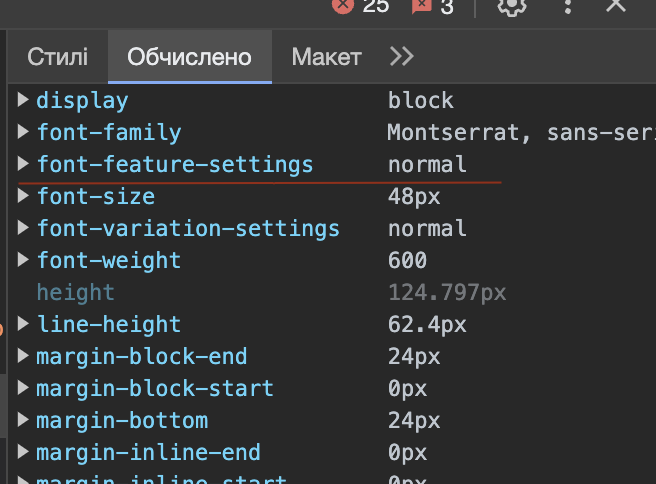 25 3
Стилі Обчислено Макет
display block
font-family Montserrat, sans-seri
font-feature-settings normal
font-size 48px
font-variation-settings normal
font-weight 600
height 124.797px
line-height 62.4px
margin-block-end 24px
margin-block-start 0px
margin-bottom 24px
margin-inline-end 0px
margin-inline-start 0px